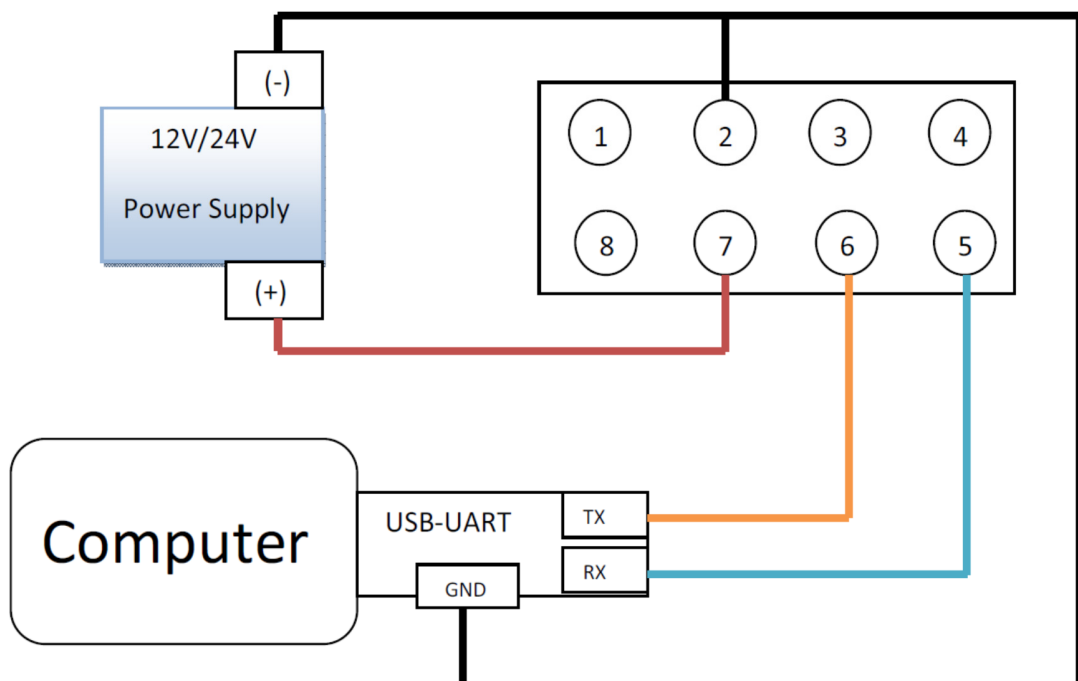 (-)
12V/24V
Power Supply
(+)
1 2 3 4
8 7 6 5
Computer
USB-UART
TX
RX
GND